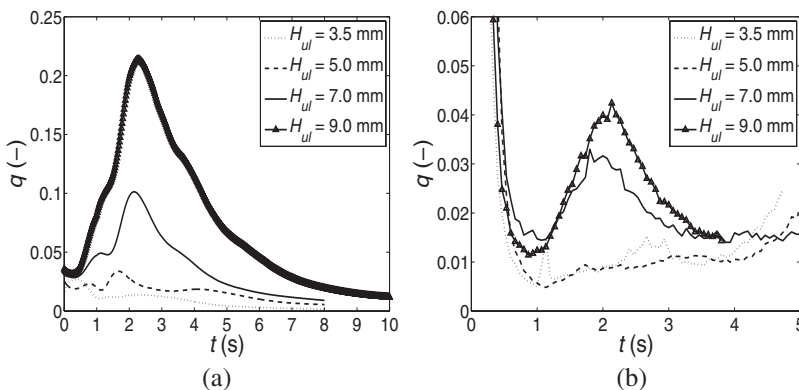 0.25
0.20
0.15
0.10
0.05
0
q (–)
H_ul = 3.5 mm
H_ul = 5.0 mm
H_ul = 7.0 mm
H_ul = 9.0 mm
0 1 2 3 4 5 6 7 8 9 10
t (s)
(a)
0.06
0.05
0.04
0.03
0.02
0.01
0
q (–)
H_ul = 3.5 mm
H_ul = 5.0 mm
H_ul = 7.0 mm
H_ul = 9.0 mm
1 2 3 4 5
t (s)
(b)